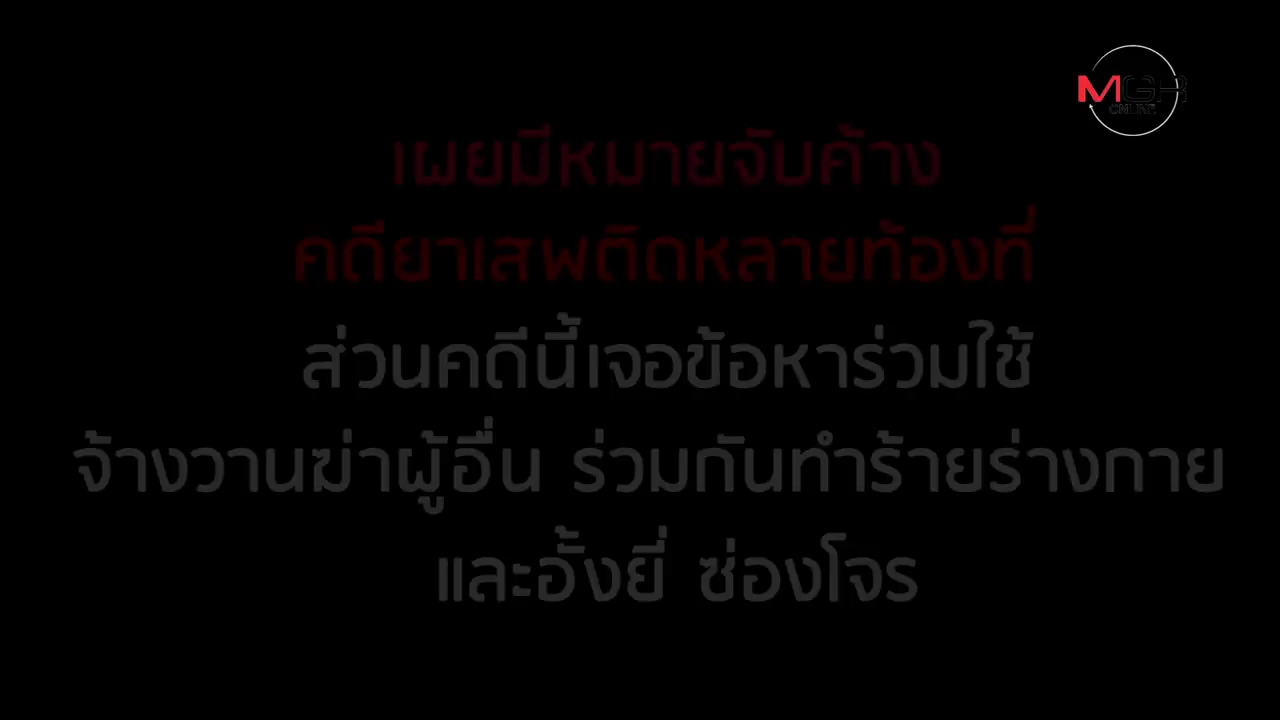 MGR
ONLINE
เผยมีหมายจับค้าง
คดียาเสพติดหลายท้องที่
ส่วนคดีนี้เจอข้อหาร่วมใช้
จ้างวานฆ่าผู้อื่น ร่วมกันทำร้ายร่างกาย
และอั้งยี่ ซ่องโจร